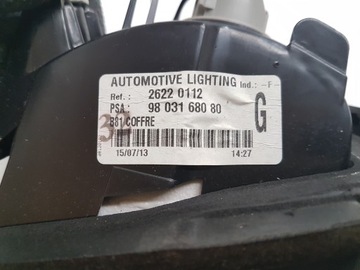 AUTOMOTIVE LIGHTING Ind.: -F
Ref.: 2622 0112
PSA: 98 031 680 80
B81 COFFRE
G
15/07/13 14:27